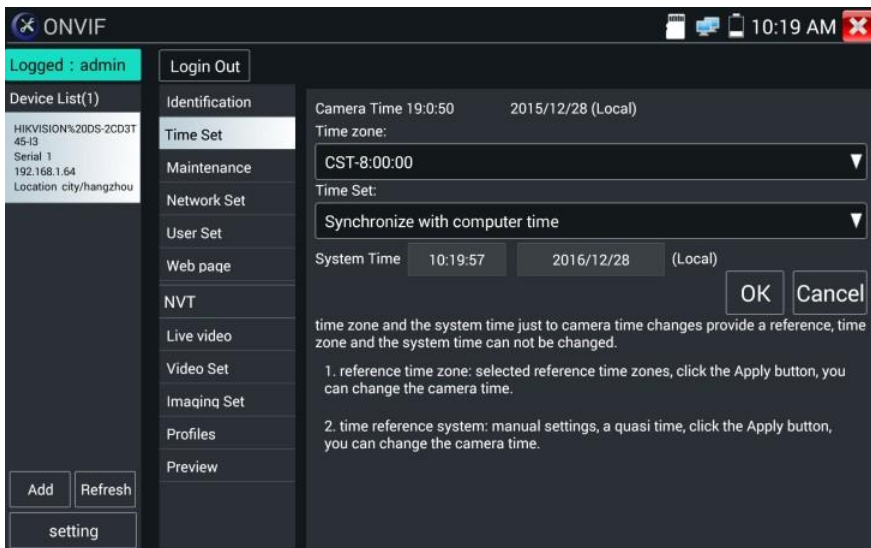 ONVIF
10:19 AM
Logged : admin
Login Out
Device List(1)
HIKVISION%20DS-2CD3T
45-I3
Serial 1
192.168.1.64
Location city/hangzhou
Add
Refresh
setting
Identification
Time Set
Maintenance
Network Set
User Set
Web page
NVT
Live video
Video Set
Imaging Set
Profiles
Preview
Camera Time 19:0:50 2015/12/28 (Local)
Time zone:
CST-8:00:00
Time Set:
Synchronize with computer time
System Time 10:19:57 2016/12/28 (Local)
OK Cancel
time zone and the system time just to camera time changes provide a reference, time
zone and the system time can not be changed.
1. reference time zone: selected reference time zones, click the Apply button, you
can change the camera time.
2. time reference system: manual settings, a quasi time, click the Apply button,
you can change the camera time.